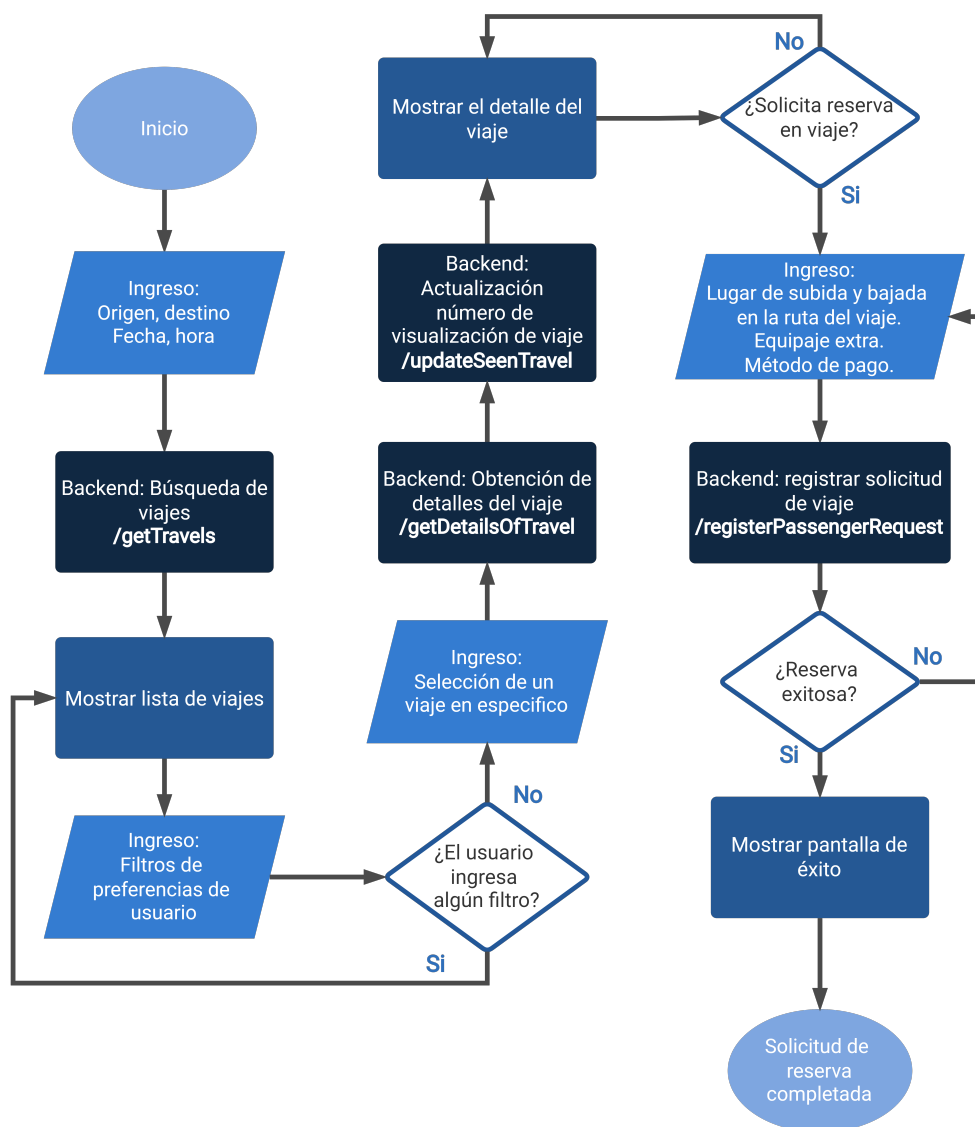 Inicio
Ingreso:
Origen, destino
Fecha, hora
Backend: Búsqueda de
viajes
/getTravels
Mostrar lista de viajes
Ingreso:
Filtros de
preferencias de
usuario
¿El usuario
ingresa
algún filtro?
Si
No
Ingreso:
Selección de un
viaje en especifico
Backend: Obtención de
detalles del viaje
/getDetailsOfTravel
Backend:
Actualización
número de
visualización de viaje
/updateSeenTravel
Mostrar el detalle del
viaje
¿Solicita reserva
en viaje?
No
Si
Ingreso:
Lugar de subida y bajada
en la ruta del viaje.
Equipaje extra.
Método de pago.
Backend: registrar solicitud
de viaje
/registerPassengerRequest
¿Reserva
exitosa?
No
Si
Mostrar pantalla de
éxito
Solicitud de
reserva
completada